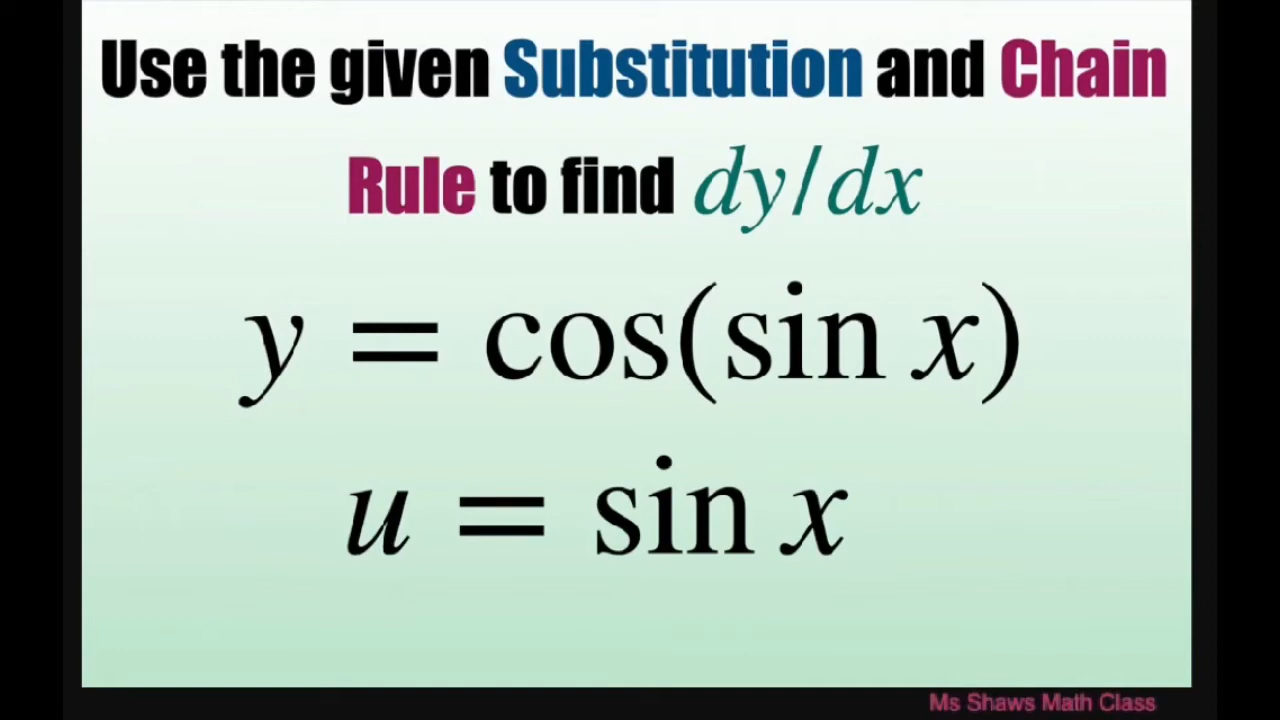 Use the given Substitution and Chain
Rule to find dy/dx
y = cos(sin x)
u = sin x
Ms Shaws Math Class